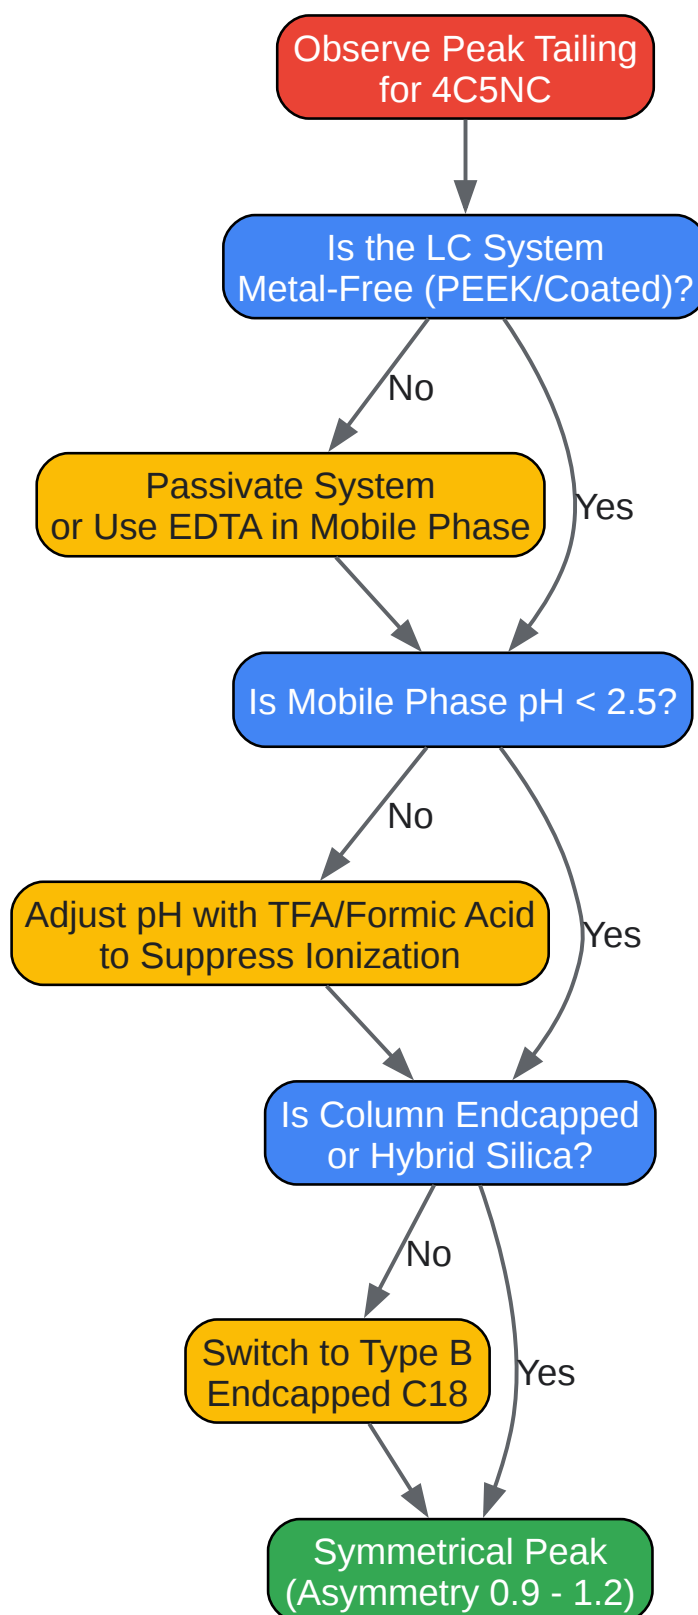 Observe Peak Tailing
for 4C5NC
Is the LC System
Metal-Free (PEEK/Coated)?
No
Yes
Passivate System
or Use EDTA in Mobile Phase
Is Mobile Phase pH < 2.5?
No
Yes
Adjust pH with TFA/Formic Acid
to Suppress Ionization
Is Column Endcapped
or Hybrid Silica?
No
Yes
Switch to Type B
Endcapped C18
Symmetrical Peak
(Asymmetry 0.9 - 1.2)